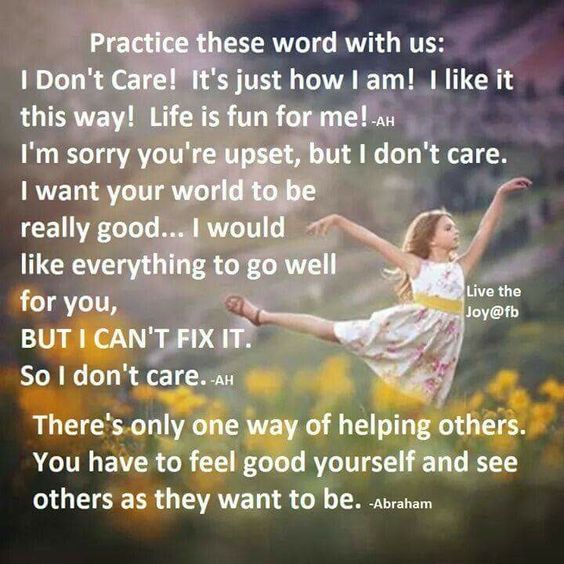 Practice these word with us:
I Don't Care!  It's just how I am!  I like it
this way!  Life is fun for me! -AH
I'm sorry you're upset, but I don't care.
I want your world to be
really good... I would
like everything to go well
for you,
BUT I CAN'T FIX IT.
So I don't care. -AH
Live the
Joy@fb
There's only one way of helping others.
You have to feel good yourself and see
others as they want to be. -Abraham